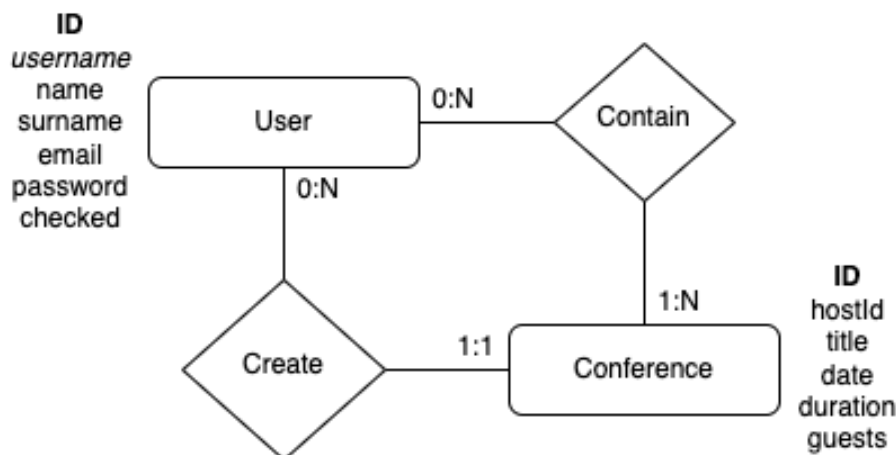 ID
username
name
surname
email
password
checked
User
0:N
Contain
0:N
1:N
Create
1:1
Conference
ID
hostId
title
date
duration
guests